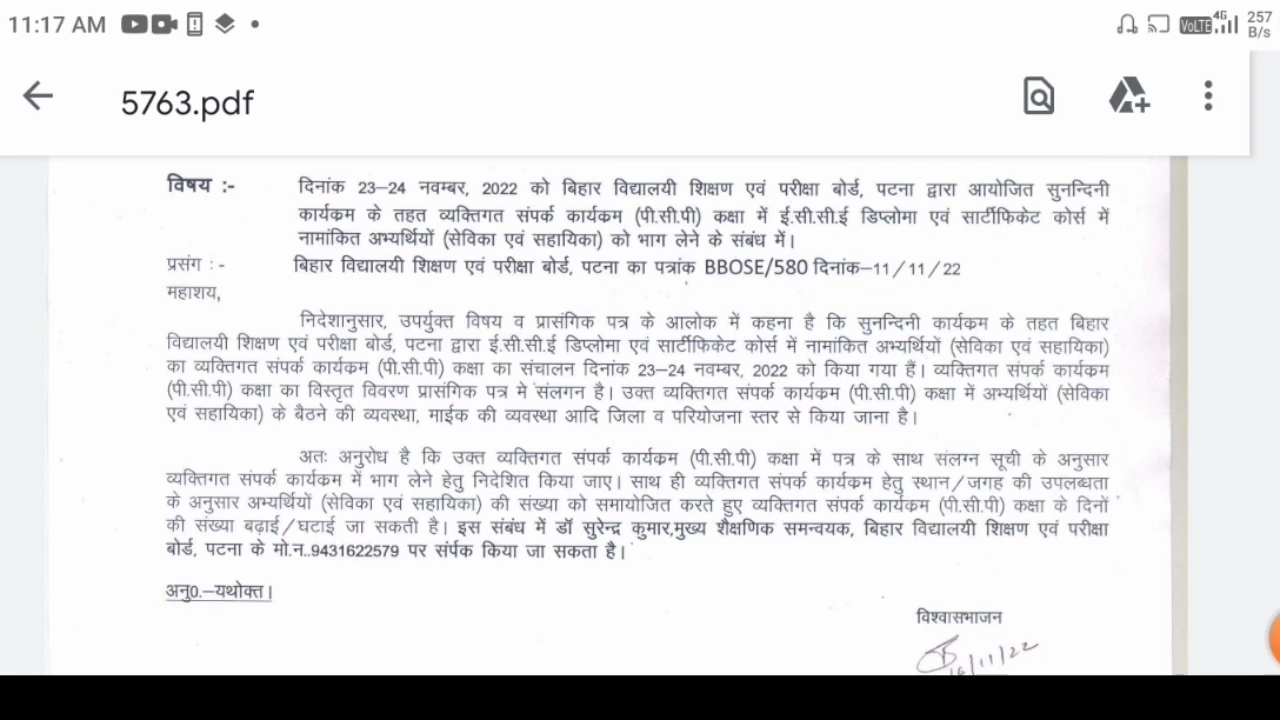 11:17 AM
4G
VoLTE
257
B/s
5763.pdf
विषय :-
दिनांक 23–24 नवम्बर, 2022 को बिहार विद्यालयी शिक्षण एवं परीक्षा बोर्ड, पटना द्वारा आयोजित सुनन्दिनी
कार्यक्रम के तहत व्यक्तिगत संपर्क कार्यक्रम (पी.सी.पी) कक्षा में ई.सी.सी.ई डिप्लोमा एवं सार्टीफिकेट कोर्स में
नामांकित अभ्यर्थियों (सेविका एवं सहायिका) को भाग लेने के संबंध में।
प्रसंग :-
बिहार विद्यालयी शिक्षण एवं परीक्षा बोर्ड, पटना का पत्रांक BBOSE/580 दिनांक–11/11/22
महाशय,
निदेशानुसार, उपर्युक्त विषय व प्रासंगिक पत्र के आलोक में कहना है कि सुनन्दिनी कार्यक्रम के तहत बिहार
विद्यालयी शिक्षण एवं परीक्षा बोर्ड, पटना द्वारा ई.सी.सी.ई डिप्लोमा एवं सार्टीफिकेट कोर्स में नामांकित अभ्यर्थियों (सेविका एवं सहायिका)
का व्यक्तिगत संपर्क कार्यक्रम (पी.सी.पी) कक्षा का संचालन दिनांक 23–24 नवम्बर, 2022 को किया गया हैं। व्यक्तिगत संपर्क कार्यक्रम
(पी.सी.पी) कक्षा का विस्तृत विवरण प्रासंगिक पत्र मे संलगन है। उक्त व्यक्तिगत संपर्क कार्यक्रम (पी.सी.पी) कक्षा में अभ्यर्थियों (सेविका
एवं सहायिका) के बैठने की व्यवस्था, माईक की व्यवस्था आदि जिला व परियोजना स्तर से किया जाना है।
अतः अनुरोध है कि उक्त व्यक्तिगत संपर्क कार्यक्रम (पी.सी.पी) कक्षा में पत्र के साथ संलग्न सूची के अनुसार
व्यक्तिगत संपर्क कार्यक्रम में भाग लेने हेतु निदेशित किया जाए। साथ ही व्यक्तिगत संपर्क कार्यक्रम हेतु स्थान/जगह की उपलब्धता
के अनुसार अभ्यर्थियों (सेविका एवं सहायिका) की संख्या को समायोजित करते हुए व्यक्तिगत संपर्क कार्यक्रम (पी.सी.पी) कक्षा के दिनों
की संख्या बढ़ाई/घटाई जा सकती है। इस संबंध में डॉ सुरेन्द्र कुमार,मुख्य शैक्षणिक समन्वयक, बिहार विद्यालयी शिक्षण एवं परीक्षा
बोर्ड, पटना के मो.न..9431622579 पर संर्पक किया जा सकता है।
अनु0.–यथोक्त।
विश्वासभाजन
16/11/22